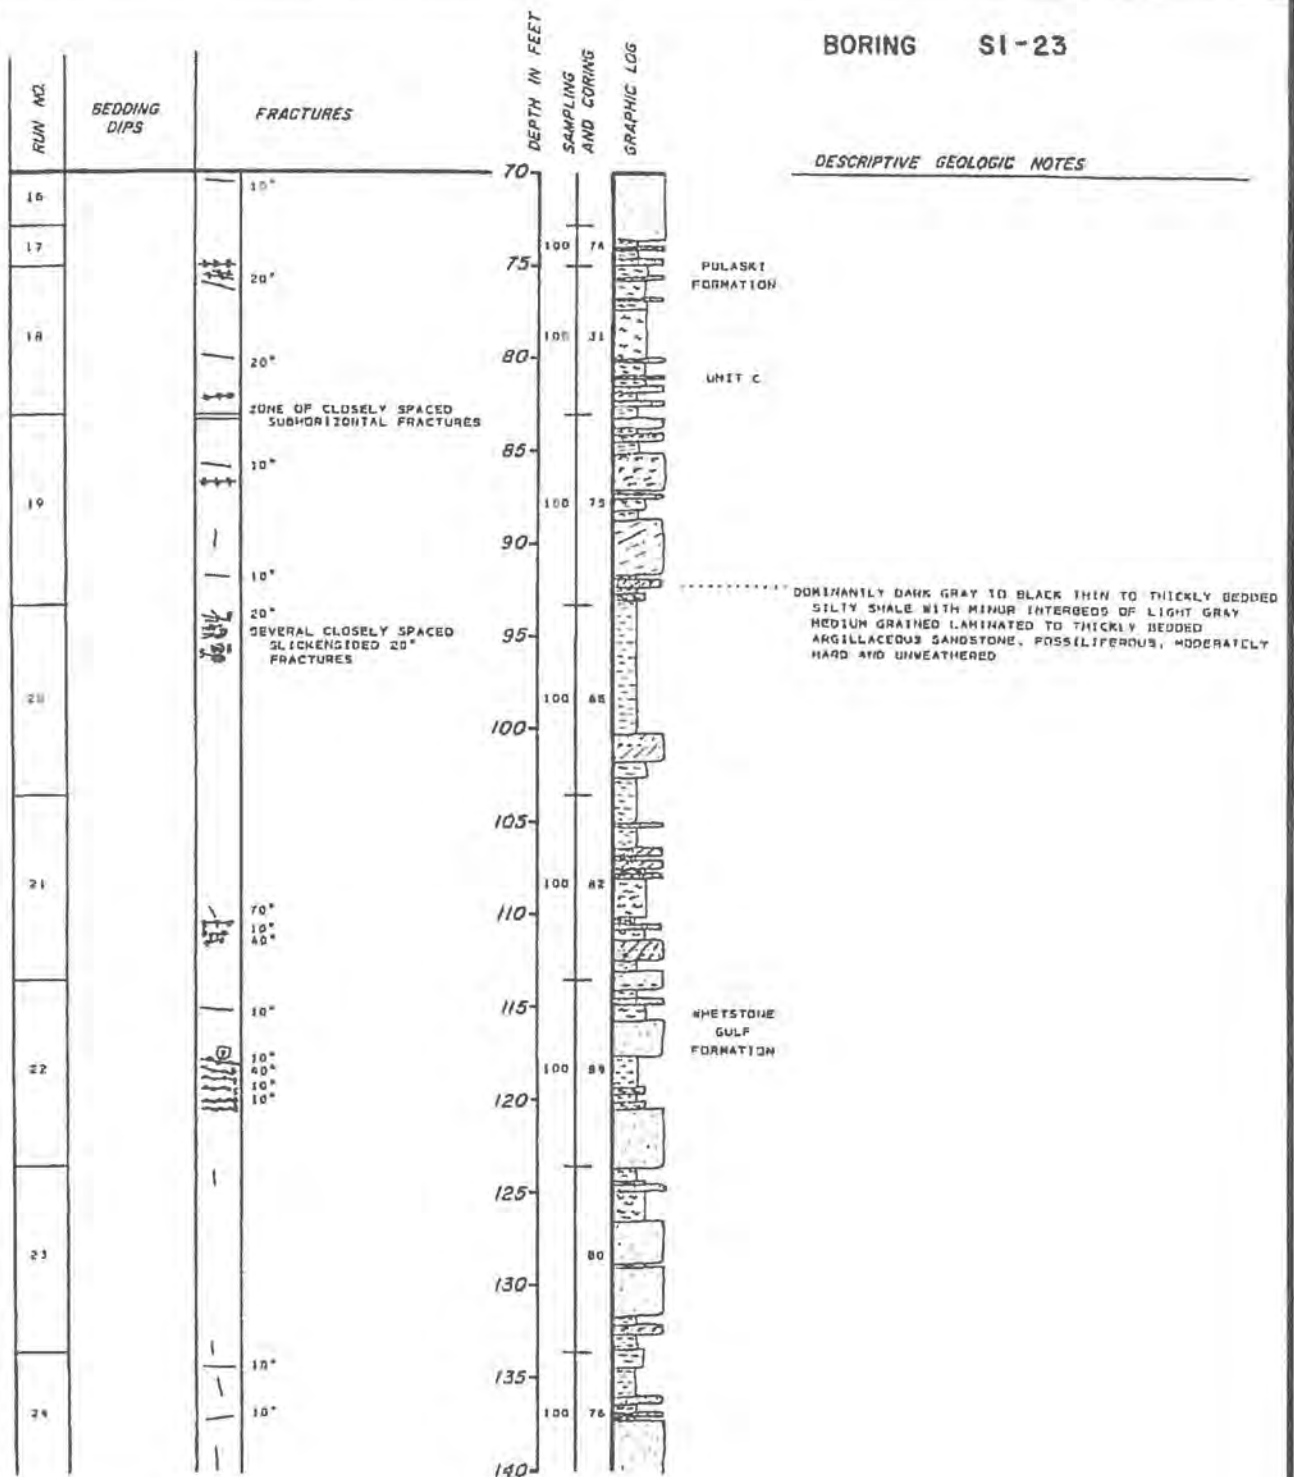 BORING SI-23
RUN NO.
BEDDING
DIPS
FRACTURES
DEPTH IN FEET
SAMPLING
AND CORING
GRAPHIC LOG
DESCRIPTIVE GEOLOGIC NOTES
70
10°
16
17
100
75
PULASKI
FORMATION
20°
18
100 31
80
20°
UNIT C
ZONE OF CLOSELY SPACED
SUBHORIZONTAL FRACTURES
85
10°
19
100 75
90
10°
DOMINANTLY DARK GRAY TO BLACK THIN TO THICKLY BEDDED
SILTY SHALE WITH MINOR INTERBEDS OF LIGHT GRAY
MEDIUM GRAINED LAMINATED TO THICKLY BEDDED
ARGILLACEOUS SANDSTONE, FOSSILIFEROUS, MODERATELY
HARD AND UNWEATHERED
20°
95
SEVERAL CLOSELY SPACED
SLICKENSIDED 20°
FRACTURES
20
100
100
105
21
100 82
70°
110
10°
40°
115
10°
WHETSTONE
GULF
FORMATION
22
100
10°
40°
10°
10°
120
125
23
80
130
10°
135
24
10°
100 76
140